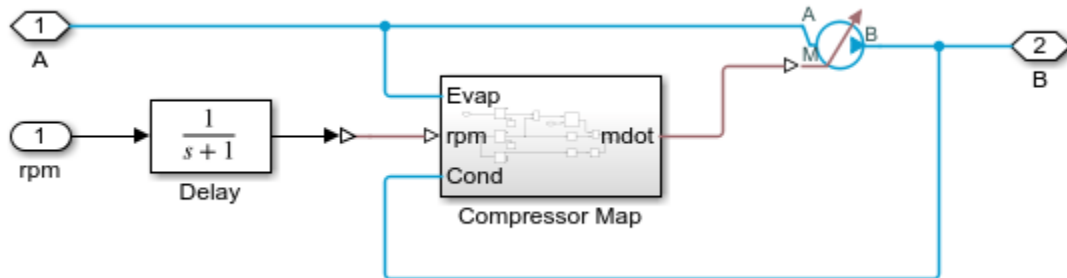 1
A
A
M
B
2
B
Evap
rpm
mdot
Cond
Compressor Map
1
rpm
1
s + 1
Delay